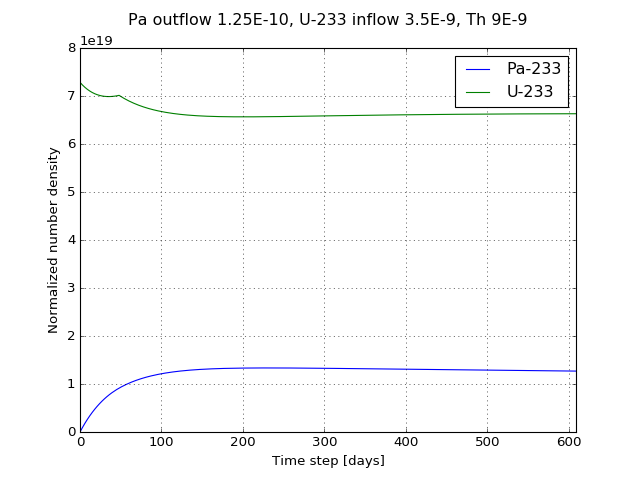 Pa outflow 1.25E-10, U-233 inflow 3.5E-9, Th 9E-9
1e19
8
7
6
5
4
3
2
1
0
Normalized number density
Pa-233
U-233
0 100 200 300 400 500 600
Time step [days]